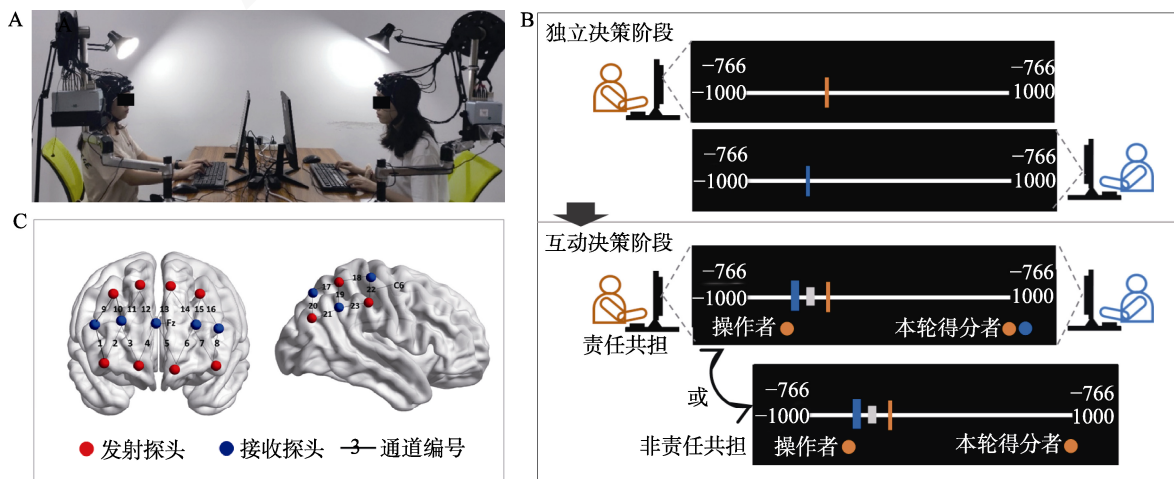 A
B
独立决策阶段
−766
−766
−1000
1000
−766
−766
−1000
1000
互动决策阶段
−766
−766
−1000
1000
操作者
本轮得分者
责任共担
或
−766
−766
−1000
1000
非责任共担
操作者
本轮得分者
C
9 10 11 12 13 14 15 16
Fz
1 2 3 4 5 6 7 8
17 18
19 22 C6
20 21 23
发射探头
接收探头
3 通道编号